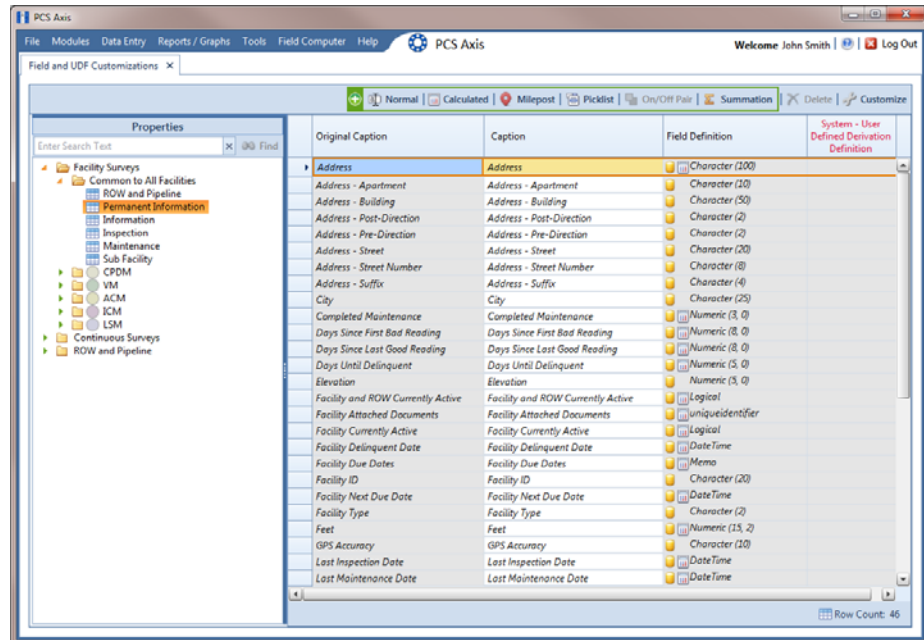 PCS Axis
File Modules Data Entry Reports / Graphs Tools Field Computer Help PCS Axis Welcome John Smith | Log Out
Field and UDF Customizations
Normal | Calculated | Milepost | Picklist | On/Off Pair | Summation | Delete | Customize
Properties
Enter Search Text Find
Facility Surveys
Common to All Facilities
ROW and Pipeline
Permanent Information
Information
Inspection
Maintenance
Sub Facility
CPDM
VM
ACM
ICM
LSM
Continuous Surveys
ROW and Pipeline
Original Caption Caption Field Definition System - User
Defined Derivation
Definition
Address Address Character (100)
Address - Apartment Address - Apartment Character (10)
Address - Building Address - Building Character (50)
Address - Post-Direction Address - Post-Direction Character (2)
Address - Pre-Direction Address - Pre-Direction Character (2)
Address - Street Address - Street Character (20)
Address - Street Number Address - Street Number Character (8)
Address - Suffix Address - Suffix Character (4)
City City Character (25)
Completed Maintenance Completed Maintenance Numeric (3, 0)
Days Since First Bad Reading Days Since First Bad Reading Numeric (8, 0)
Days Since Last Good Reading Days Since Last Good Reading Numeric (8, 0)
Days Until Delinquent Days Until Delinquent Numeric (5, 0)
Elevation Elevation Numeric (5, 0)
Facility and ROW Currently Active Facility and ROW Currently Active Logical
Facility Attached Documents Facility Attached Documents uniqueidentifier
Facility Currently Active Facility Currently Active Logical
Facility Delinquent Date Facility Delinquent Date DateTime
Facility Due Dates Facility Due Dates Memo
Facility ID Facility ID Character (20)
Facility Next Due Date Facility Next Due Date DateTime
Facility Type Facility Type Character (2)
Feet Feet Numeric (15, 2)
GPS Accuracy GPS Accuracy Character (10)
Last Inspection Date Last Inspection Date DateTime
Last Maintenance Date Last Maintenance Date DateTime
Row Count: 46